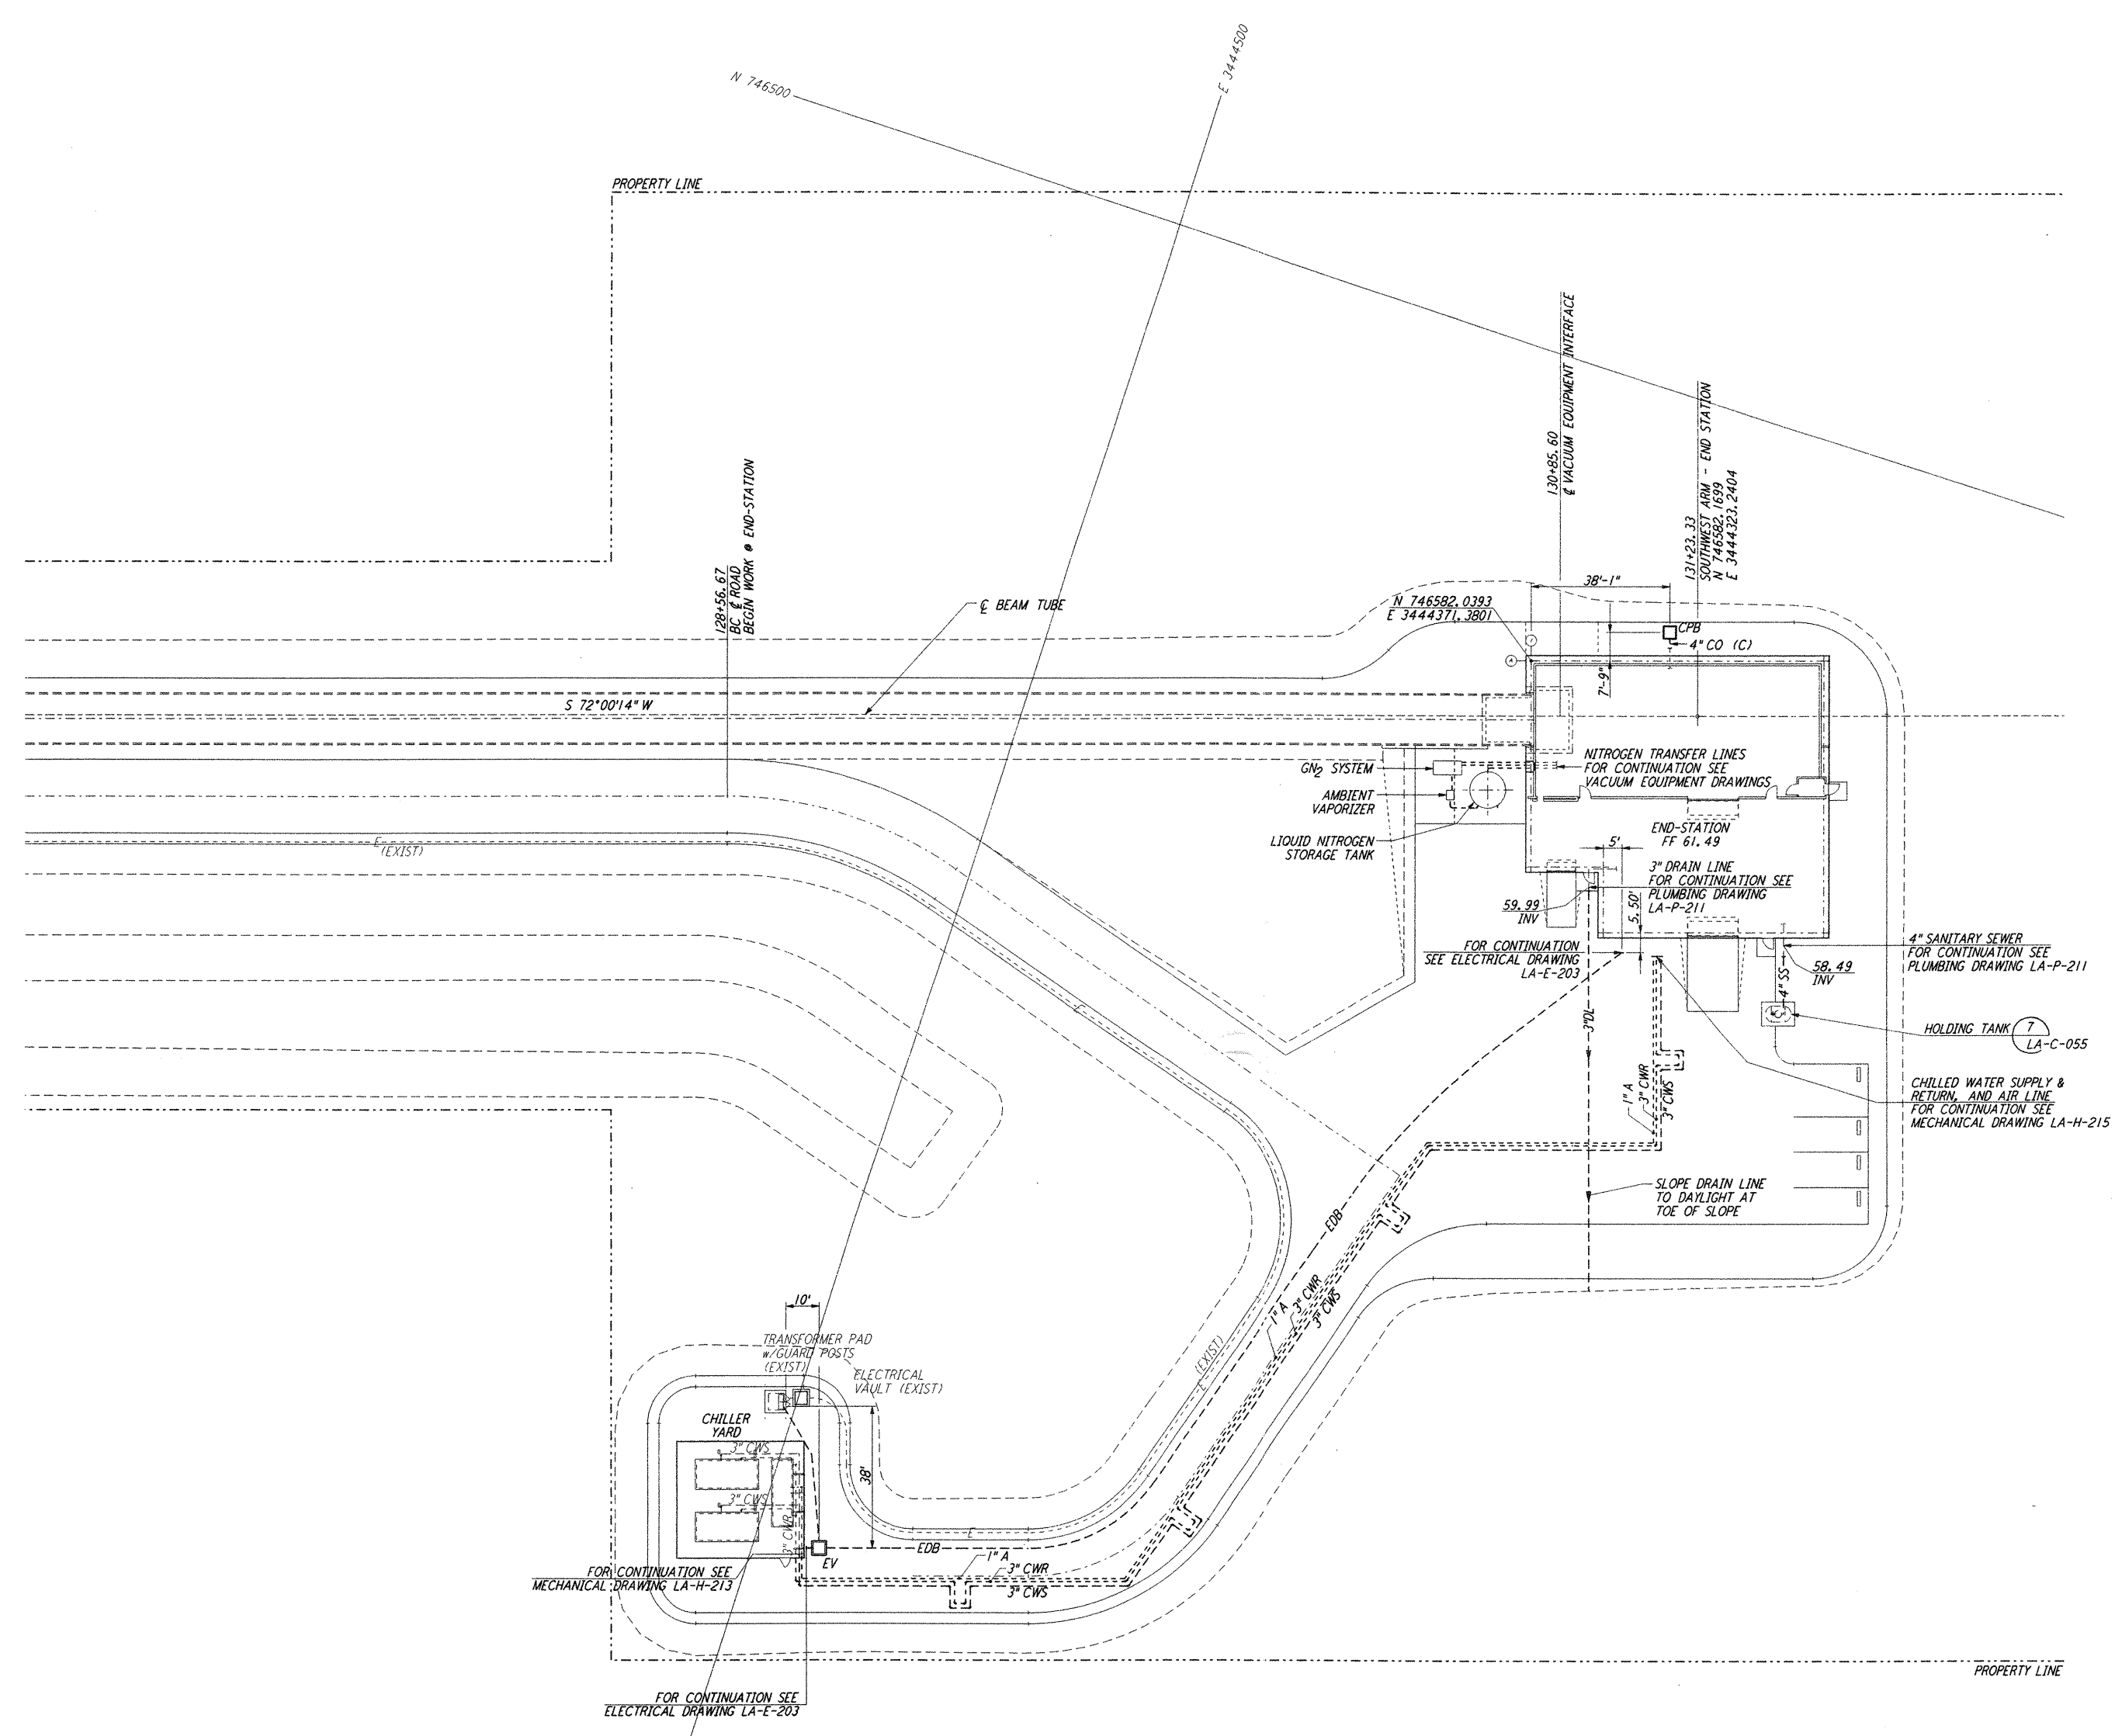 N 746500
E 3444500
PROPERTY LINE
130+85.60
℄ VACUUM EQUIPMENT INTERFACE
131+23.33
SOUTHWEST ARM - END STATION
N 746582.1699
E 3444323.2404
128+56.67
BC ℄ ROAD
BEGIN WORK @ END-STATION
℄ BEAM TUBE
38'-1"
N 746582.0393
E 3444371.3801
CPB
4" CO (C)
7'-9"
S 72°00'14" W
NITROGEN TRANSFER LINES
FOR CONTINUATION SEE
VACUUM EQUIPMENT DRAWINGS
GN2 SYSTEM
AMBIENT
VAPORIZER
LIQUID NITROGEN
STORAGE TANK
END-STATION
FF 61.49
E
(EXIST)
5'
3" DRAIN LINE
FOR CONTINUATION SEE
PLUMBING DRAWING
LA-P-211
59.99
INV
5.50'
FOR CONTINUATION
SEE ELECTRICAL DRAWING
LA-E-203
4" SANITARY SEWER
FOR CONTINUATION SEE
PLUMBING DRAWING LA-P-211
58.49
INV
4" SS
HOLDING TANK
7
LA-C-055
3"DL
CHILLED WATER SUPPLY &
RETURN, AND AIR LINE
FOR CONTINUATION SEE
MECHANICAL DRAWING LA-H-215
1" A
3" CWR
3" CWS
SLOPE DRAIN LINE
TO DAYLIGHT AT
TOE OF SLOPE
EDB
1" A
3" CWR
3" CWS
10'
TRANSFORMER PAD
w/GUARD POSTS
(EXIST)
ELECTRICAL
VAULT (EXIST)
(EXIST)
E
CHILLER
YARD
3" CWS
38'
3" CWS
3" CWR
E
EDB
EV
1" A
3" CWR
3" CWS
FOR CONTINUATION SEE
MECHANICAL DRAWING LA-H-213
PROPERTY LINE
FOR CONTINUATION SEE
ELECTRICAL DRAWING LA-E-203